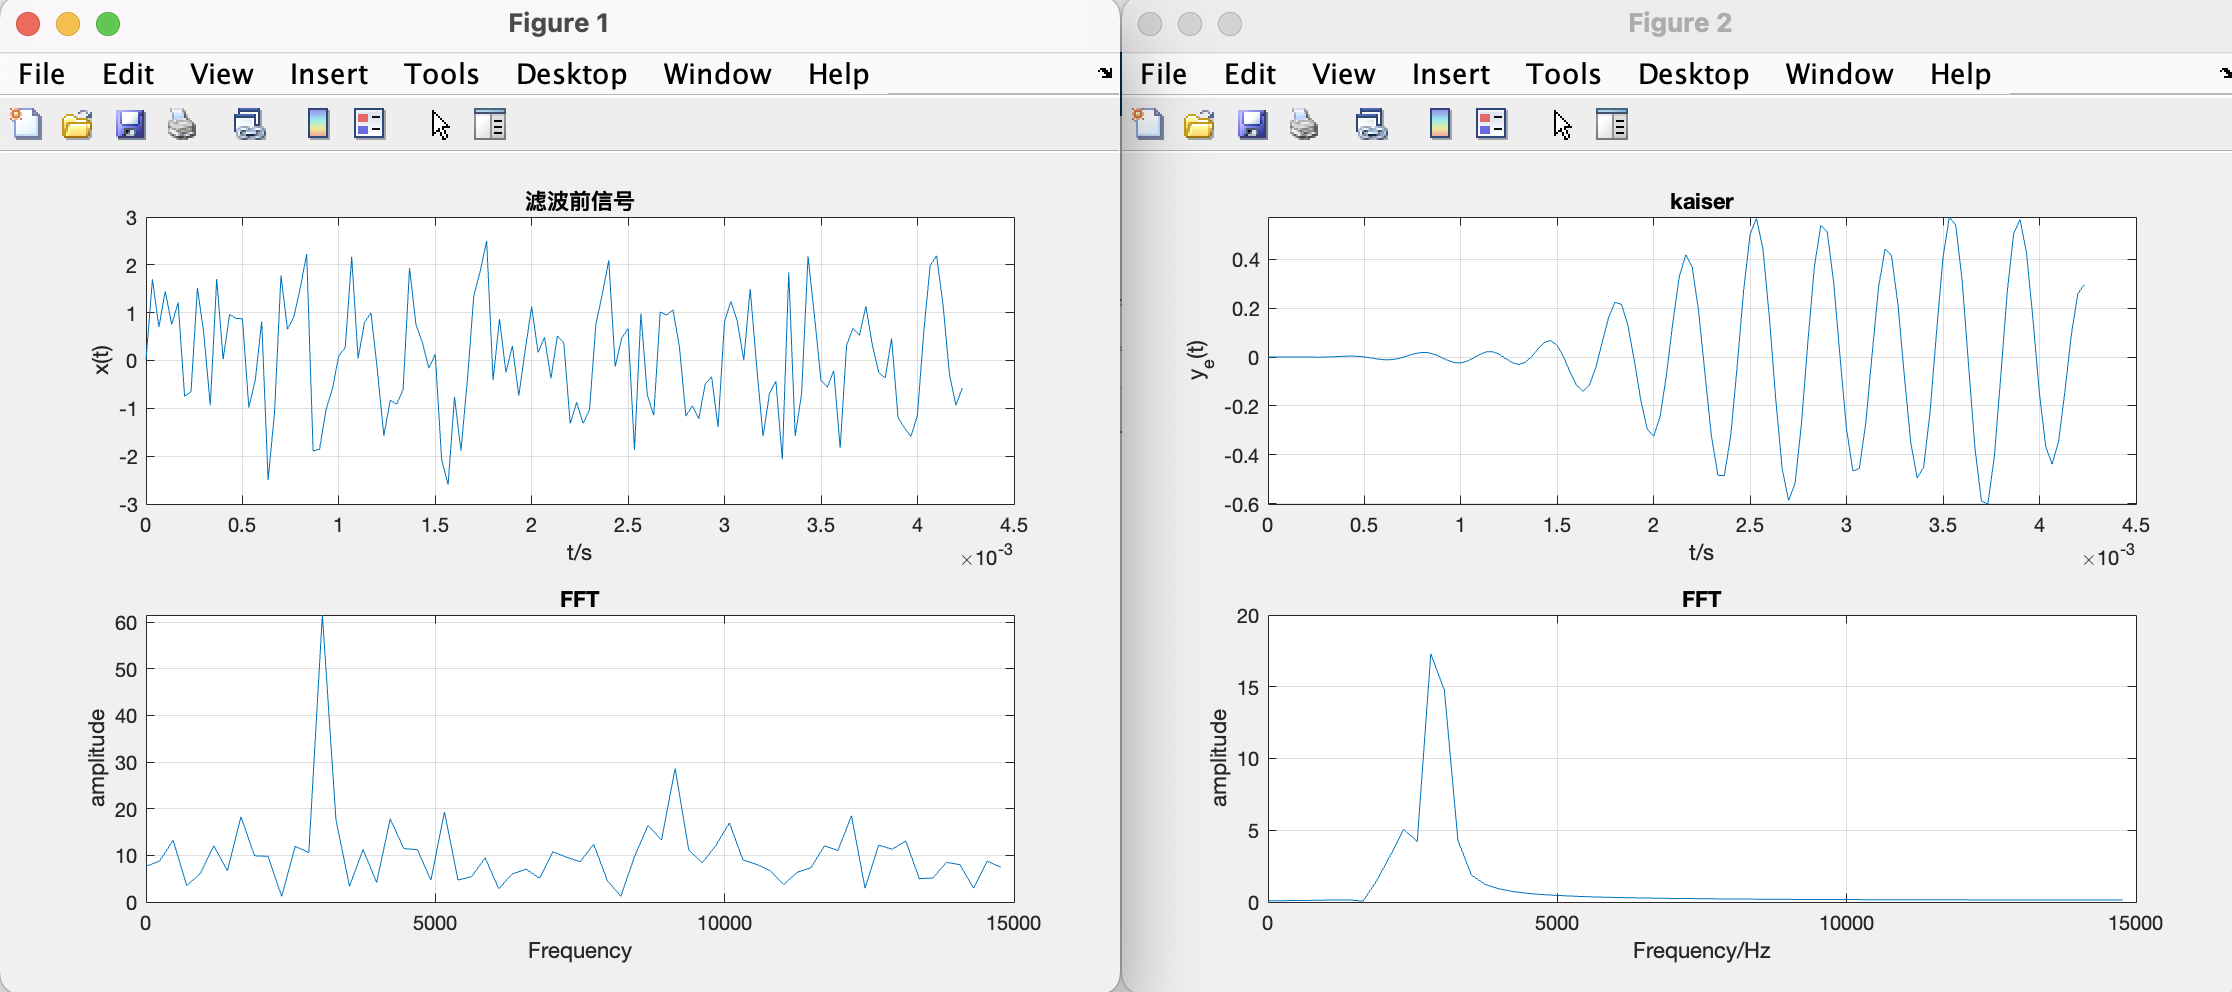 Figure 1
File Edit View Insert Tools Desktop Window Help
滤波前信号
3
2
1
0
-1
-2
-3
x(t)
0 0.5 1 1.5 2 2.5 3 3.5 4 4.5
t/s
×10-3
FFT
60
50
40
30
20
10
0
amplitude
0 5000 10000 15000
Frequency
Figure 2
File Edit View Insert Tools Desktop Window Help
kaiser
0.4
0.2
0
-0.2
-0.4
-0.6
ye(t)
0 0.5 1 1.5 2 2.5 3 3.5 4 4.5
t/s
×10-3
FFT
20
15
10
5
0
amplitude
0 5000 10000 15000
Frequency/Hz